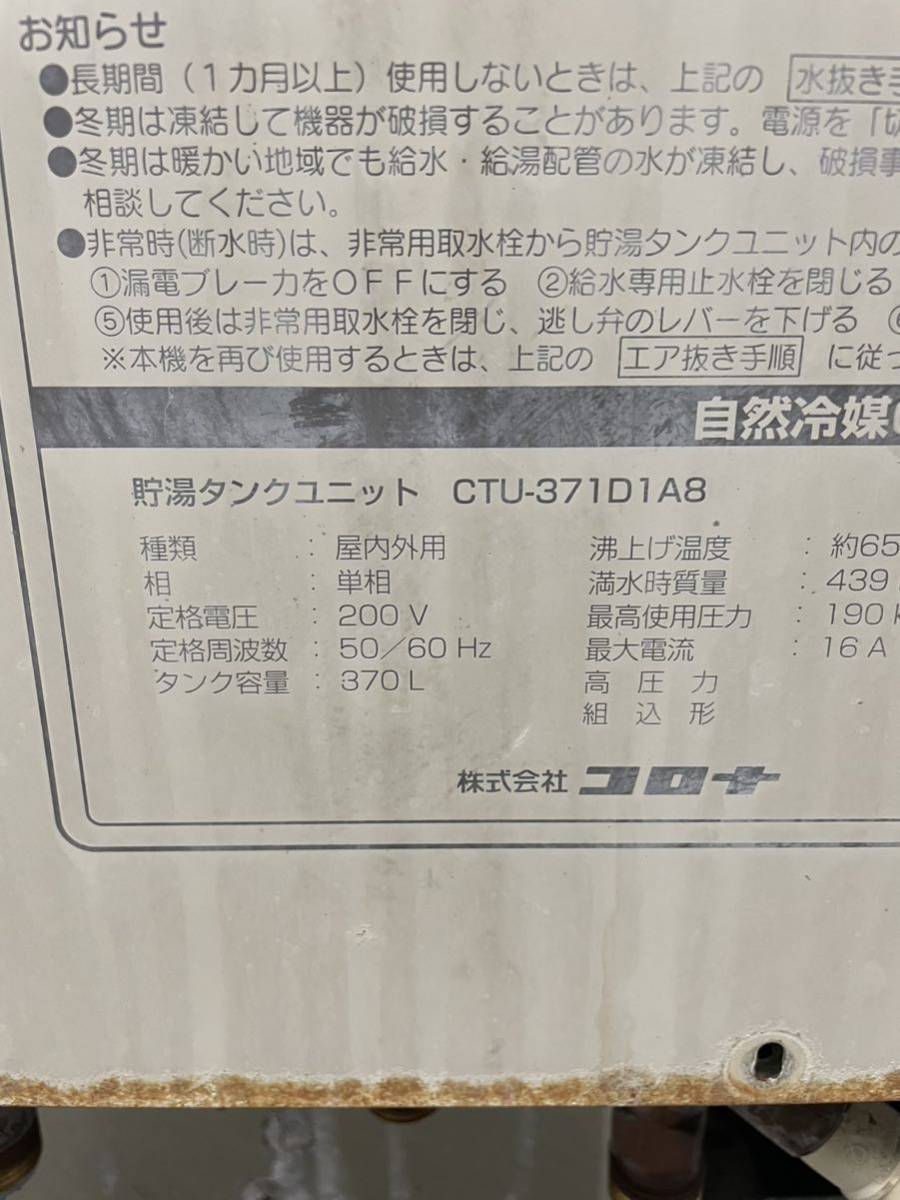 お知らせ
●長期間(1カ月以上)使用しないときは、上記の 水抜き手
●冬期は凍結して機器が破損することがあります。電源を「切
●冬期は暖かい地域でも給水・給湯配管の水が凍結し、破損事
相談してください。
●非常時(断水時)は、非常用取水栓から貯湯タンクユニット内の
①漏電ブレーカをOFFにする ②給水専用止水栓を閉じる
⑤使用後は非常用取水栓を閉じ、逃し弁のレバーを下げる ⑥
※本機を再び使用するときは、上記の エア抜き手順 に従っ
自然冷媒
貯湯タンクユニット CTU-371D1A8
種類 : 屋内外用 沸上げ温度 : 約65
相 : 単相 満水時質量 : 439
定格電圧 : 200 V 最高使用圧力 : 190 k
定格周波数 : 50/60 Hz 最大電流 : 16 A
タンク容量 : 370 L 高圧力
組込形
株式会社 コロナ